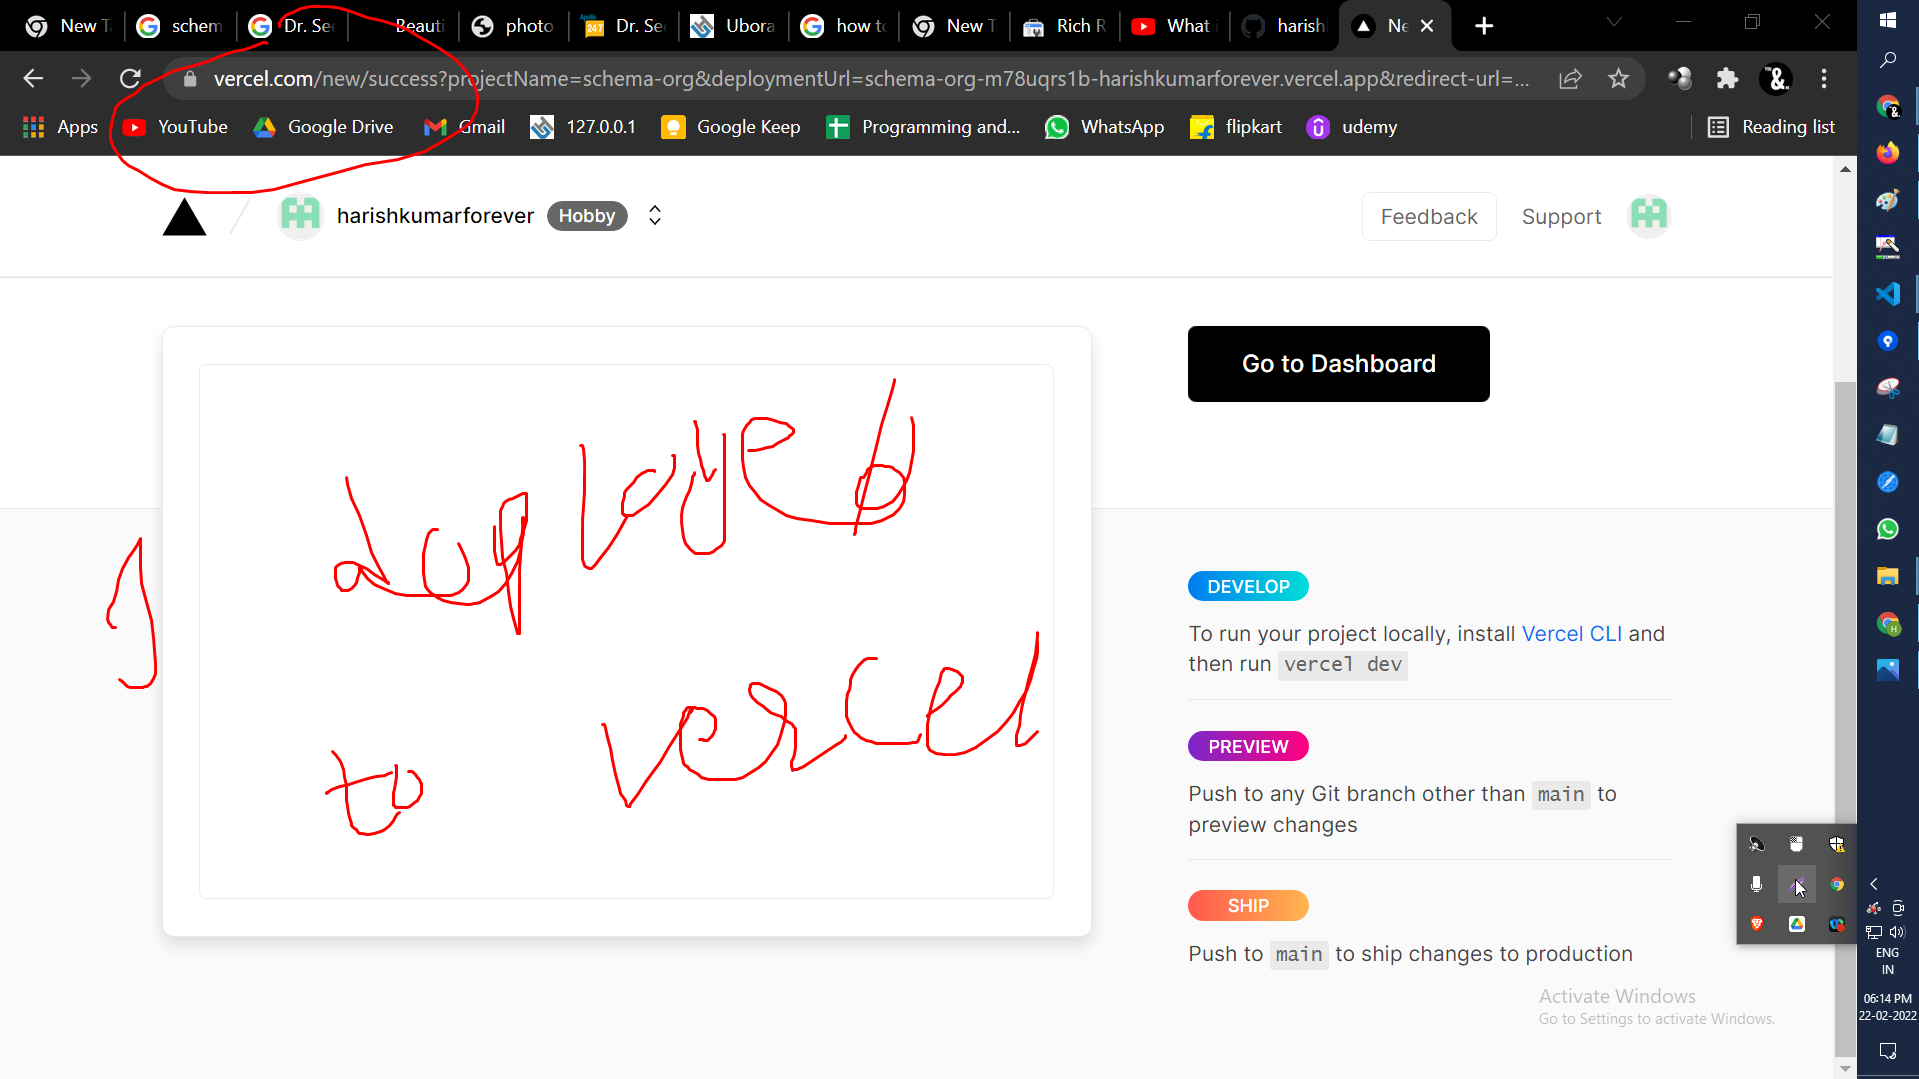 New T
schem
Dr. See
Beauti
photo
Dr. Se
Ubora
how to
New T
Rich R
What i
harish
Ne
vercel.com/new/success?projectName=schema-org&deploymentUrl=schema-org-m78uqrs1b-harishkumarforever.vercel.app&redirect-url=...
Apps
YouTube
Google Drive
Gmail
127.0.0.1
Google Keep
Programming and...
WhatsApp
flipkart
udemy
Reading list
harishkumarforever
Hobby
Feedback
Support
Go to Dashboard
I
to vercel
DEVELOP
To run your project locally, install Vercel CLI and
then run vercel dev
PREVIEW
Push to any Git branch other than main to
preview changes
SHIP
Push to main to ship changes to production
Activate Windows
Go to Settings to activate Windows.
ENG
IN
06:14 PM
22-02-2022